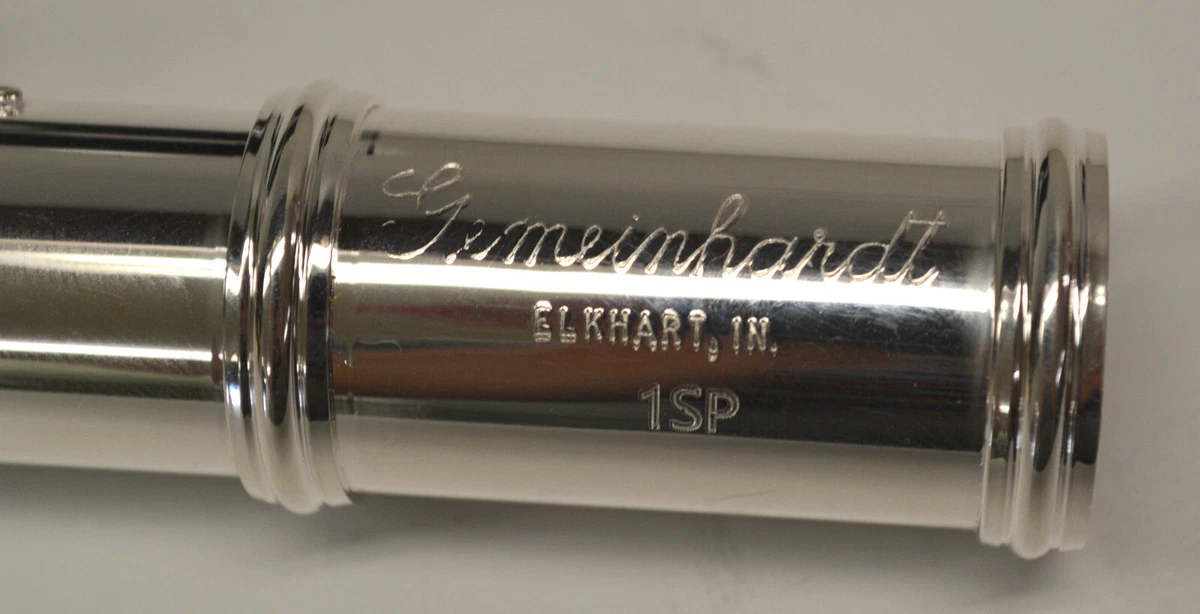 Gemeinhardt
ELKHART, IN.
1SP